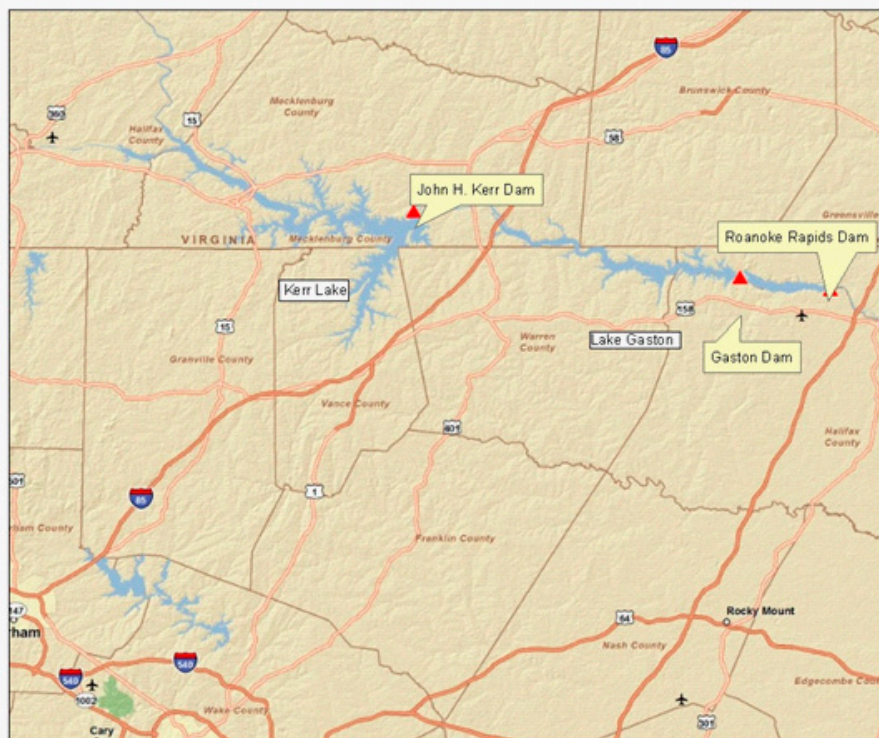 85
Mecklenburg
County
Brunswick County
360
15
58
Halifax
County
John H. Kerr Dam
Greensville
Roanoke Rapids Dam
VIRGINIA
Mecklenburg County
Kerr Lake
158
15
Lake Gaston
Warren
County
Gaston Dam
Granville County
Vance County
401
Halifax
County
501
1
85
Franklin County
rham County
147
rham
64
Rocky Mount
Nash County
540
540
Edgecombe Cou
1002
Wake County
Cary
301